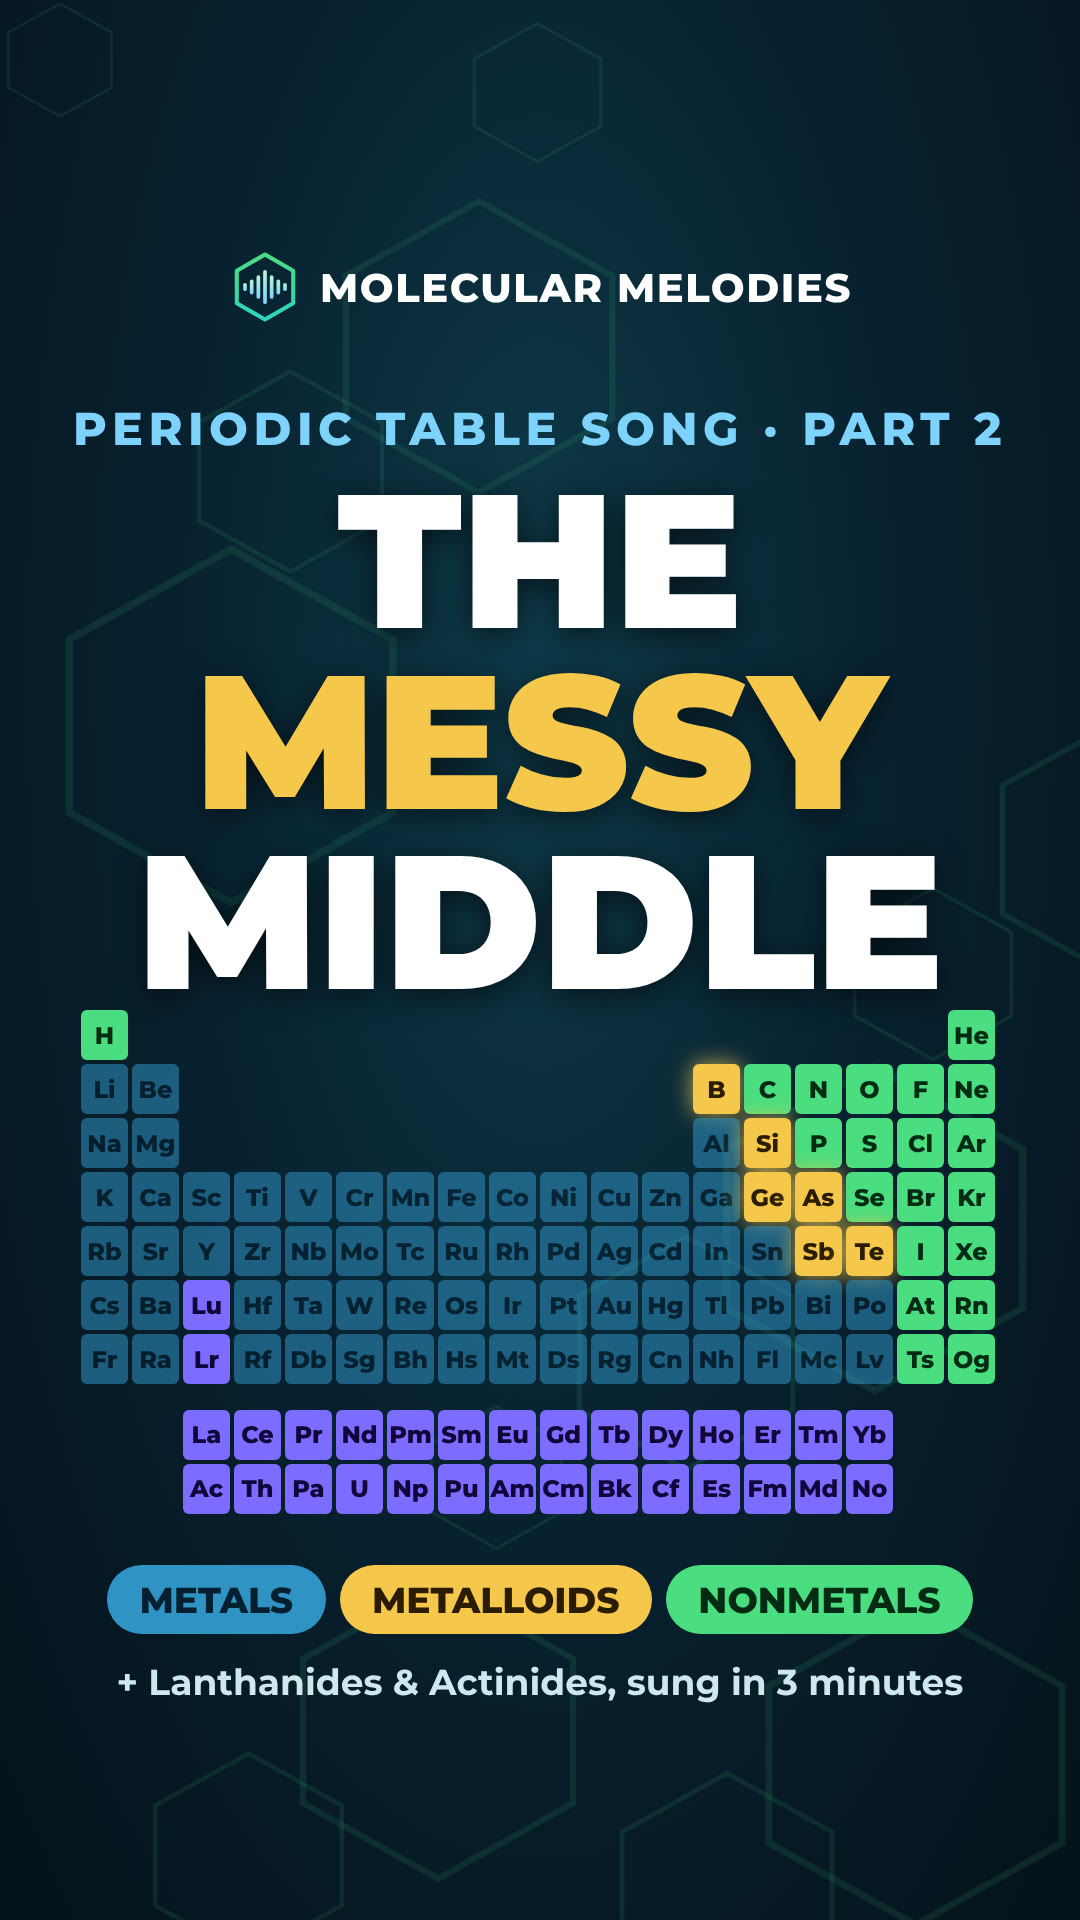 MOLECULAR MELODIES
PERIODIC TABLE SONG • PART 2
THE
MESSY
MIDDLE
H He
Li Be B C N O F Ne
Na Mg Al Si P S Cl Ar
K Ca Sc Ti V Cr Mn Fe Co Ni Cu Zn Ga Ge As Se Br Kr
Rb Sr Y Zr Nb Mo Tc Ru Rh Pd Ag Cd In Sn Sb Te I Xe
Cs Ba Lu Hf Ta W Re Os Ir Pt Au Hg Tl Pb Bi Po At Rn
Fr Ra Lr Rf Db Sg Bh Hs Mt Ds Rg Cn Nh Fl Mc Lv Ts Og
La Ce Pr Nd Pm Sm Eu Gd Tb Dy Ho Er Tm Yb
Ac Th Pa U Np Pu Am Cm Bk Cf Es Fm Md No
METALS METALLOIDS NONMETALS
+ Lanthanides & Actinides, sung in 3 minutes